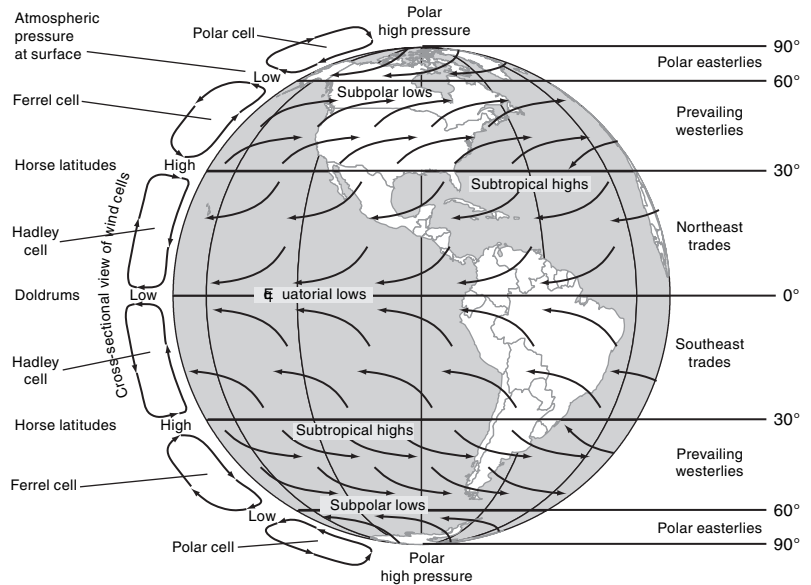 Atmospheric
pressure
at surface
Polar cell
Polar
high pressure
90°
Polar easterlies
Low
60°
Ferrel cell
Subpolar lows
Prevailing
westerlies
Horse latitudes
High
30°
Subtropical highs
Cross-sectional view of wind cells
Hadley
cell
Northeast
trades
Doldrums
Low
Equatorial lows
0°
Hadley
cell
Southeast
trades
Horse latitudes
High
30°
Subtropical highs
Prevailing
westerlies
Ferrel cell
Subpolar lows
60°
Low
Polar easterlies
Polar cell
90°
Polar
high pressure